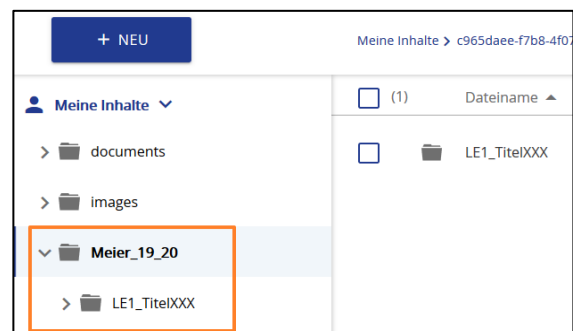 + NEU
Meine Inhalte > c965daee-f7b8-4f07
Meine Inhalte
(1) Dateiname
documents
LE1_TitelXXX
images
Meier_19_20
LE1_TitelXXX